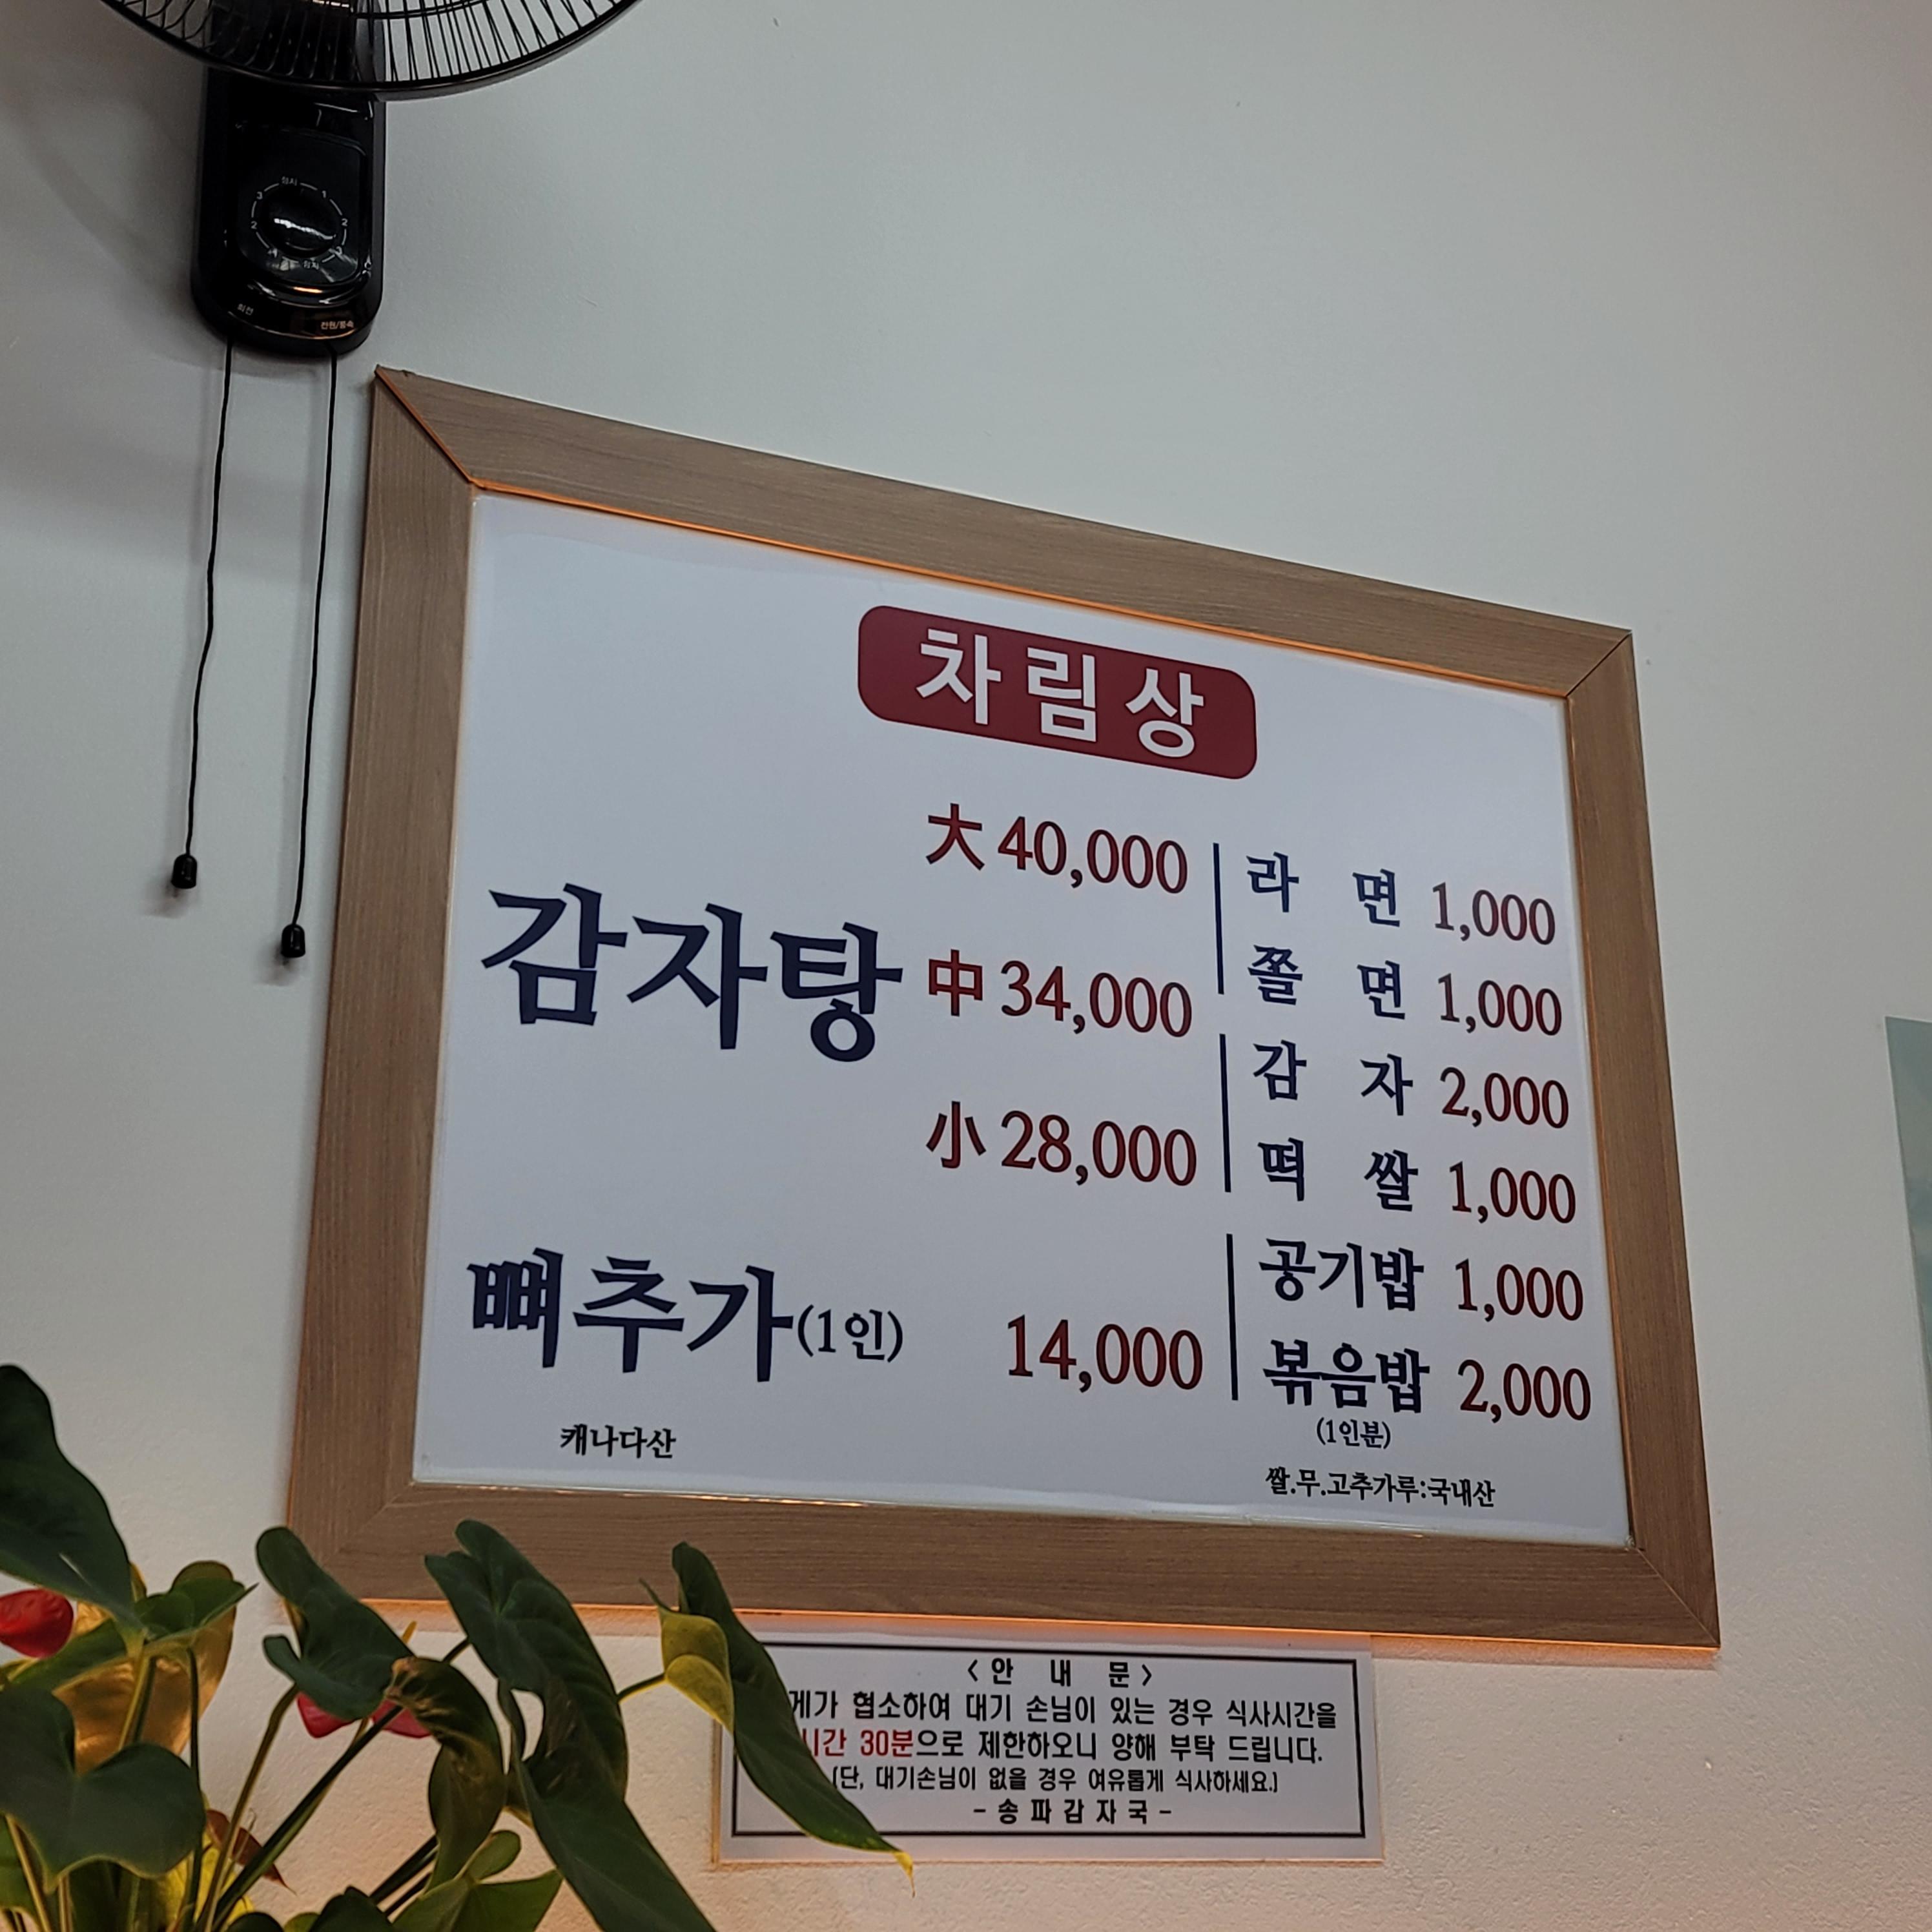 차림상
감자탕
大 40,000
中 34,000
小 28,000
뼈추가(1인) 14,000
캐나다산
라 면 1,000
쫄 면 1,000
감 자 2,000
떡 쌀 1,000
공기밥 1,000
볶음밥 2,000
(1인분)
쌀.무.고추가루:국내산
<안 내 문>
게가 협소하여 대기 손님이 있는 경우 식사시간을
시간 30분으로 제한하오니 양해 부탁 드립니다.
(단, 대기손님이 없을 경우 여유롭게 식사하세요.)
-송파감자국-